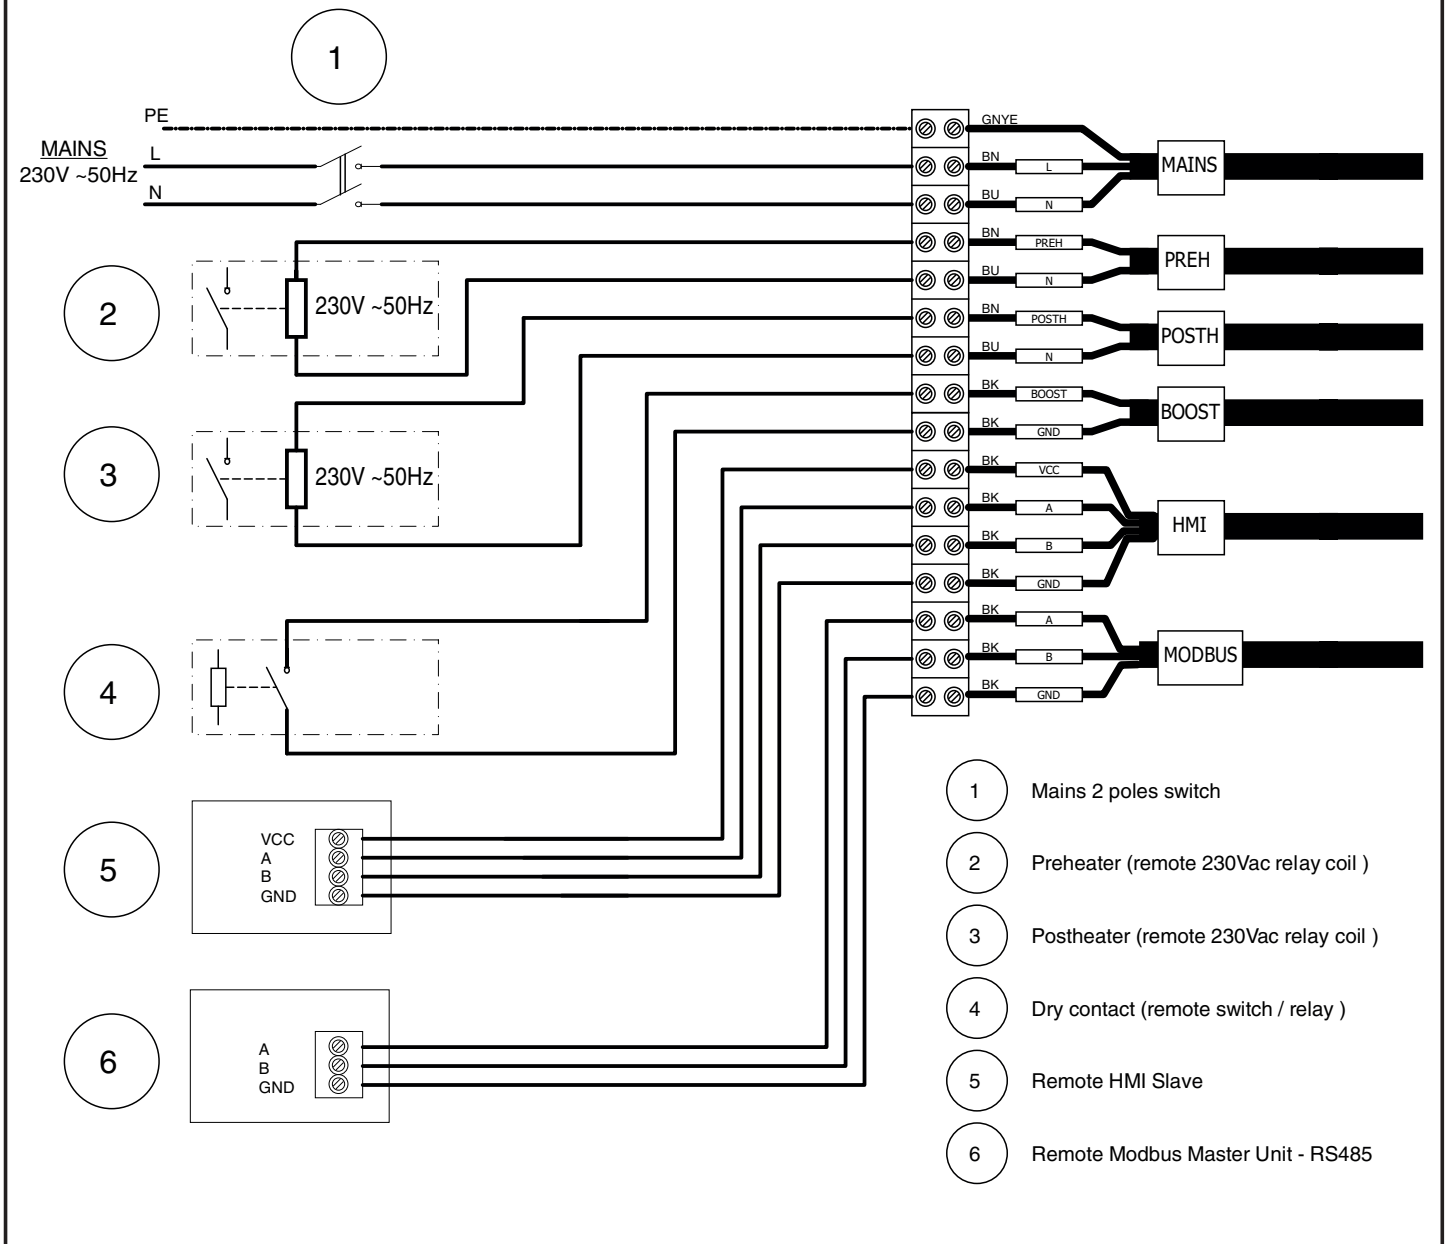 1
PE
MAINS
230V ~50Hz
L
N
GNYE
BN
L
BU
N
MAINS
BN
PREH
BU
N
PREH
BN
POSTH
BU
N
POSTH
BK
BOOST
BK
GND
BOOST
BK
VCC
BK
A
BK
B
BK
GND
HMI
BK
A
BK
B
BK
GND
MODBUS
2
230V ~50Hz
3
230V ~50Hz
4
5
VCC
A
B
GND
6
A
B
GND
1 Mains 2 poles switch
2 Preheater (remote 230Vac relay coil )
3 Postheater (remote 230Vac relay coil )
4 Dry contact (remote switch / relay )
5 Remote HMI Slave
6 Remote Modbus Master Unit - RS485